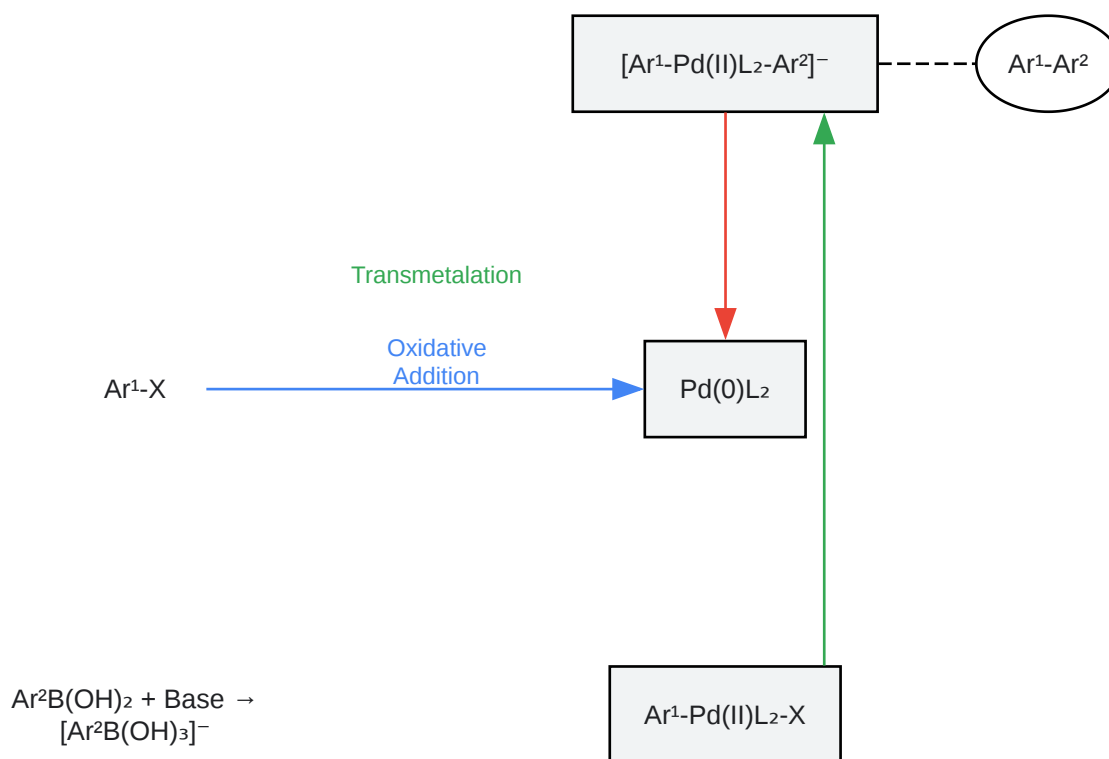 [Ar¹-Pd(II)L₂-Ar²]⁻
Ar¹-Ar²
Transmetalation
Oxidative
Addition
Ar¹-X
Pd(0)L₂
Ar²B(OH)₂ + Base →
[Ar²B(OH)₃]⁻
Ar¹-Pd(II)L₂-X